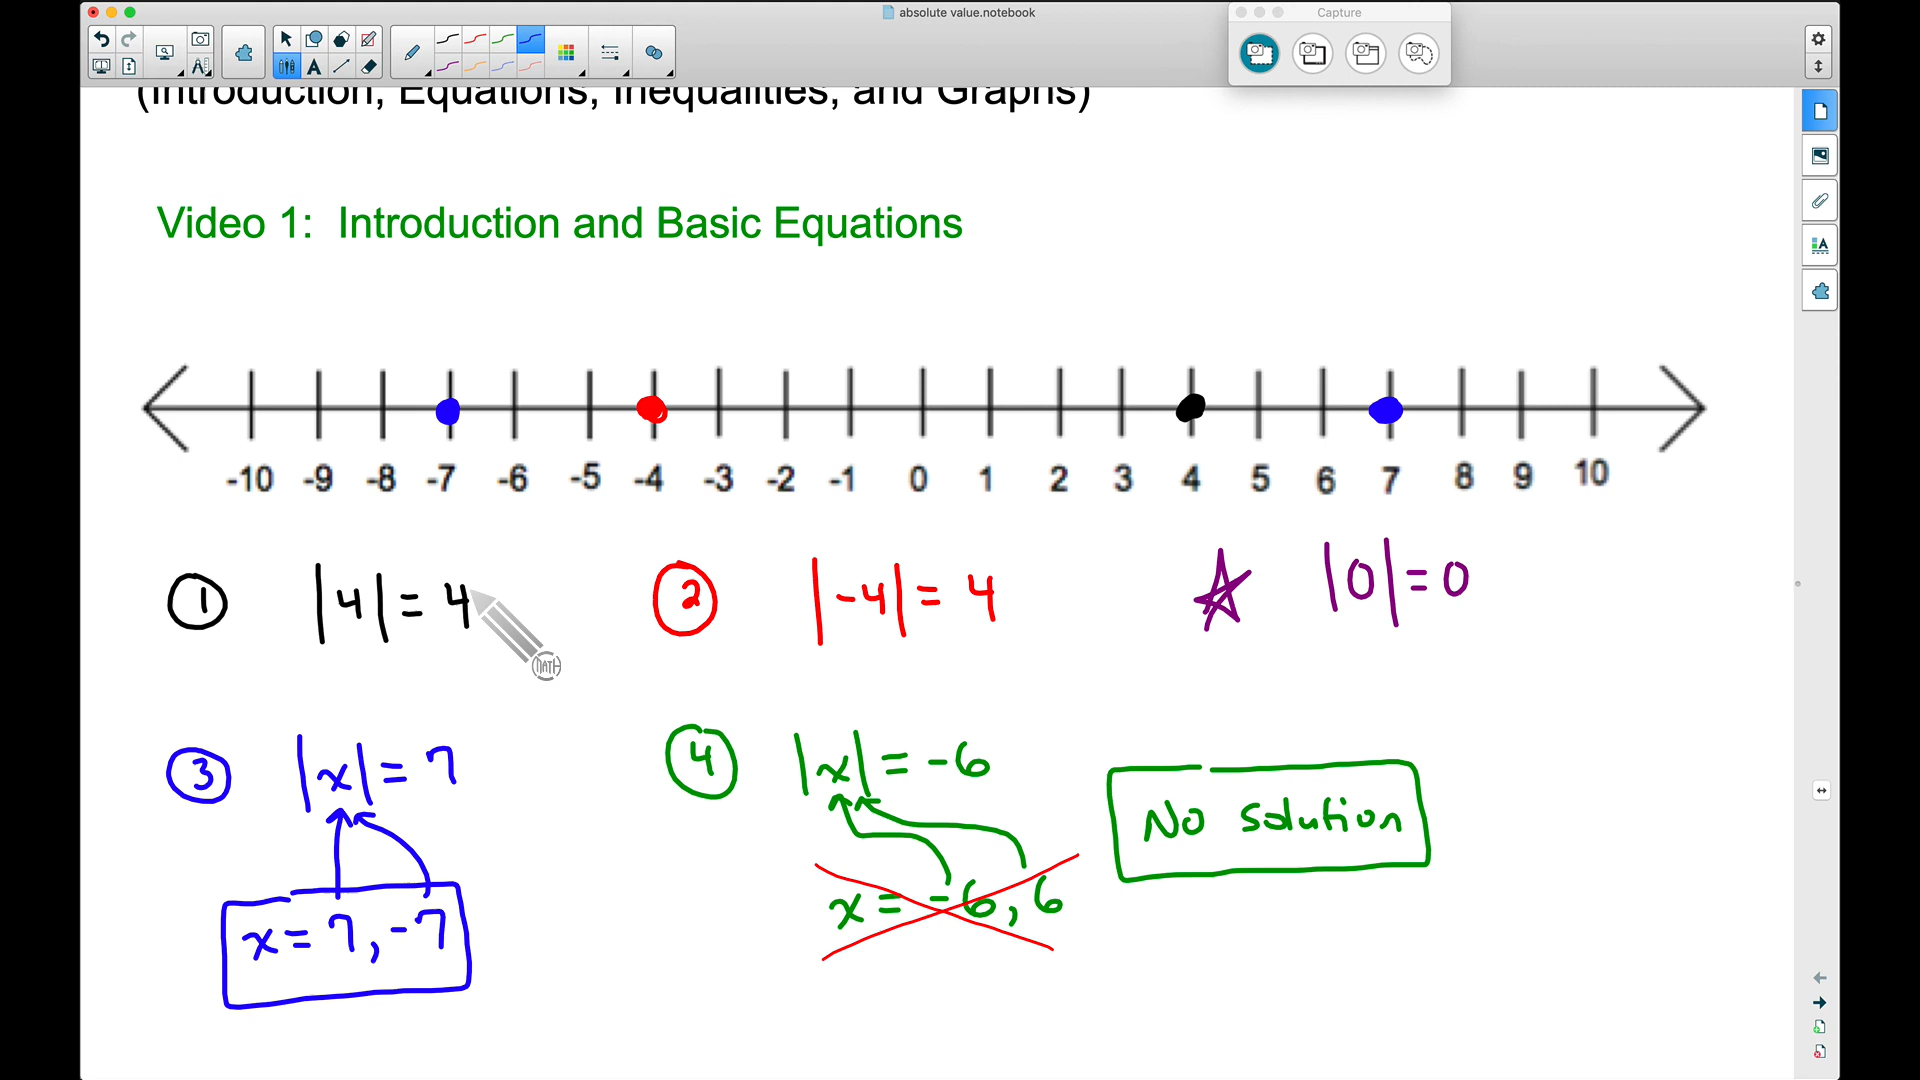 absolute value.notebook
Capture
(Introduction, Equations, Inequalities, and Graphs)
Video 1: Introduction and Basic Equations
-10 -9 -8 -7 -6 -5 -4 -3 -2 -1 0 1 2 3 4 5 6 7 8 9 10
1 |4| = 4 2 |-4| = 4 |0| = 0
MATH
3 |x| = 7 4 |x| = -6
No solution
x = 7, -7 x = -6, 6